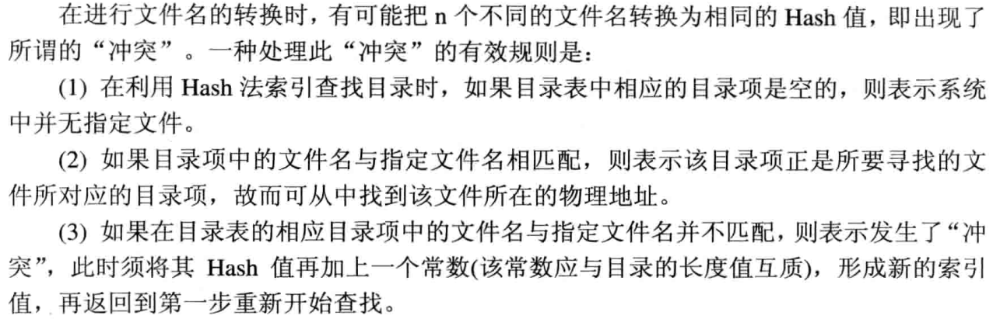 在进行文件名的转换时，有可能把 n 个不同的文件名转换为相同的 Hash 值，即出现了
所谓的“冲突”。一种处理此“冲突”的有效规则是：
(1) 在利用 Hash 法索引查找目录时，如果目录表中相应的目录项是空的，则表示系统
中并无指定文件。
(2) 如果目录项中的文件名与指定文件名相匹配，则表示该目录项正是所要寻找的文
件所对应的目录项，故而可从中找到该文件所在的物理地址。
(3) 如果在目录表的相应目录项中的文件名与指定文件名并不匹配，则表示发生了“冲
突”，此时须将其 Hash 值再加上一个常数(该常数应与目录的长度值互质)，形成新的索引
值，再返回到第一步重新开始查找。